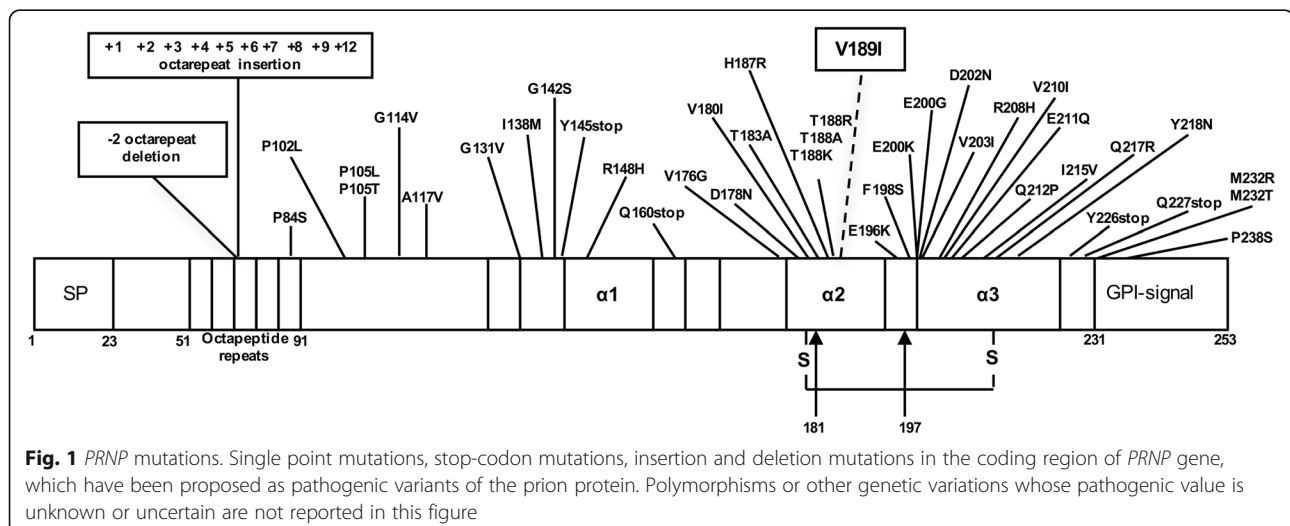 +1 +2 +3 +4 +5 +6 +7 +8 +9 +12
octarepeat insertion
-2 octarepeat
deletion
P84S
P102L
P105L
P105T
G114V
A117V
G131V
I138M
G142S
Y145stop
R148H
Q160stop
V176G
D178N
V180I
T183A
H187R
T188R
T188A
T188K
V189I
E196K
F198S
E200K
E200G
D202N
V203I
R208H
V210I
E211Q
Q212P
I215V
Q217R
Y218N
Y226stop
Q227stop
M232R
M232T
P238S
SP
α1
α2
α3
GPI-signal
1
23
51
Octapeptide
repeats
91
231
253
S
S
181
197
Fig. 1 PRNP mutations. Single point mutations, stop-codon mutations, insertion and deletion mutations in the coding region of PRNP gene,
which have been proposed as pathogenic variants of the prion protein. Polymorphisms or other genetic variations whose pathogenic value is
unknown or uncertain are not reported in this figure